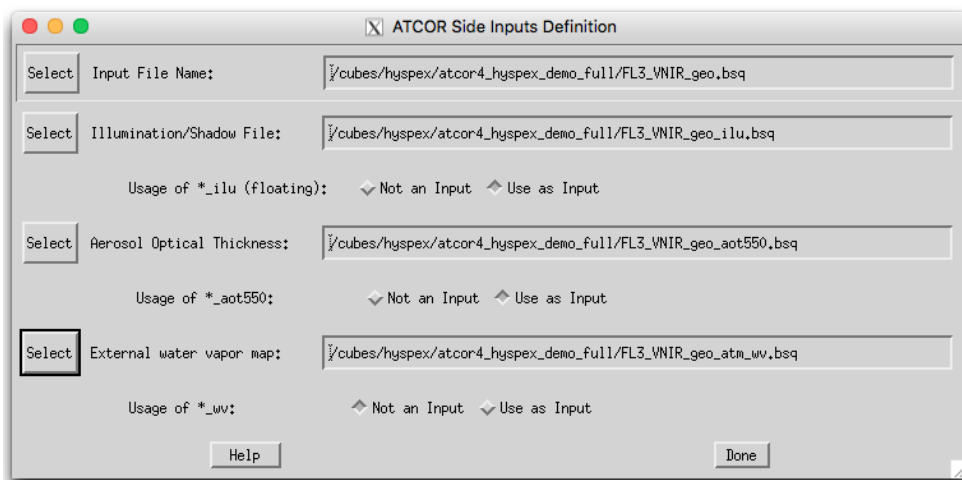 X ATCOR Side Inputs Definition
Select Input File Name: /cubes/hyspex/atcor4_hyspex_demo_full/FL3_VNIR_geo.bsq
Select Illumination/Shadow File: /cubes/hyspex/atcor4_hyspex_demo_full/FL3_VNIR_geo_ilu.bsq
Usage of *_ilu (floating): Not an Input Use as Input
Select Aerosol Optical Thickness: /cubes/hyspex/atcor4_hyspex_demo_full/FL3_VNIR_geo_aot550.bsq
Usage of *_aot550: Not an Input Use as Input
Select External water vapor map: /cubes/hyspex/atcor4_hyspex_demo_full/FL3_VNIR_geo_atm_wv.bsq
Usage of *_wv: Not an Input Use as Input
Help Done